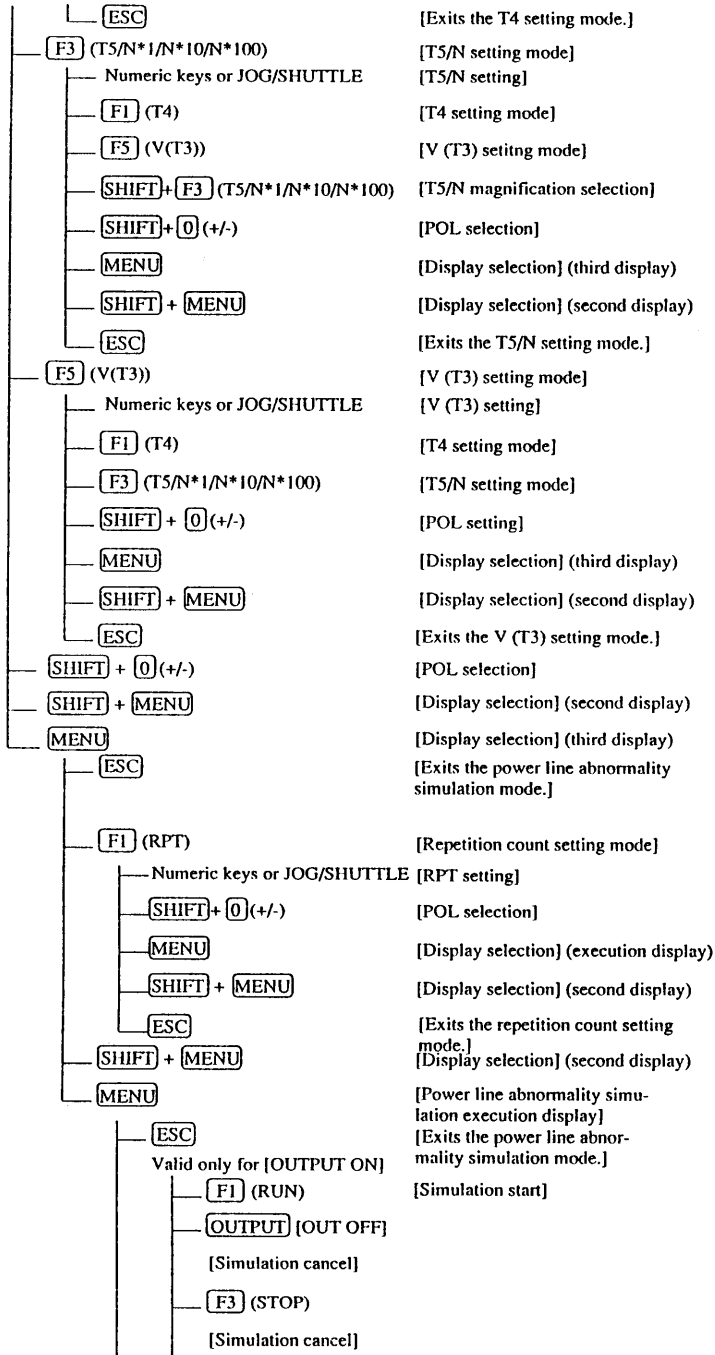 ESC [Exits the T4 setting mode.]
F3 (T5/N*1/N*10/N*100) [T5/N setting mode]
Numeric keys or JOG/SHUTTLE [T5/N setting]
F1 (T4) [T4 setting mode]
F5 (V(T3)) [V (T3) setitng mode]
SHIFT+F3 (T5/N*1/N*10/N*100) [T5/N magnification selection]
SHIFT+0(+/-) [POL selection]
MENU [Display selection] (third display)
SHIFT + MENU [Display selection] (second display)
ESC [Exits the T5/N setting mode.]
F5 (V(T3)) [V (T3) setting mode]
Numeric keys or JOG/SHUTTLE [V (T3) setting]
F1 (T4) [T4 setting mode]
F3 (T5/N*1/N*10/N*100) [T5/N setting mode]
SHIFT + 0(+/-) [POL setting]
MENU [Display selection] (third display)
SHIFT + MENU [Display selection] (second display)
ESC [Exits the V (T3) setting mode.]
SHIFT + 0(+/-) [POL selection]
SHIFT + MENU [Display selection] (second display)
MENU [Display selection] (third display)
ESC [Exits the power line abnormality
simulation mode.]
F1 (RPT) [Repetition count setting mode]
Numeric keys or JOG/SHUTTLE [RPT setting]
SHIFT+0(+/-) [POL selection]
MENU [Display selection] (execution display)
SHIFT + MENU [Display selection] (second display)
ESC [Exits the repetition count setting
mode.]
SHIFT + MENU [Display selection] (second display)
MENU [Power line abnormality simu-
lation execution display]
ESC [Exits the power line abnor-
mality simulation mode.]
Valid only for [OUTPUT ON]
F1 (RUN) [Simulation start]
OUTPUT [OUT OFF]
[Simulation cancel]
F3 (STOP)
[Simulation cancel]